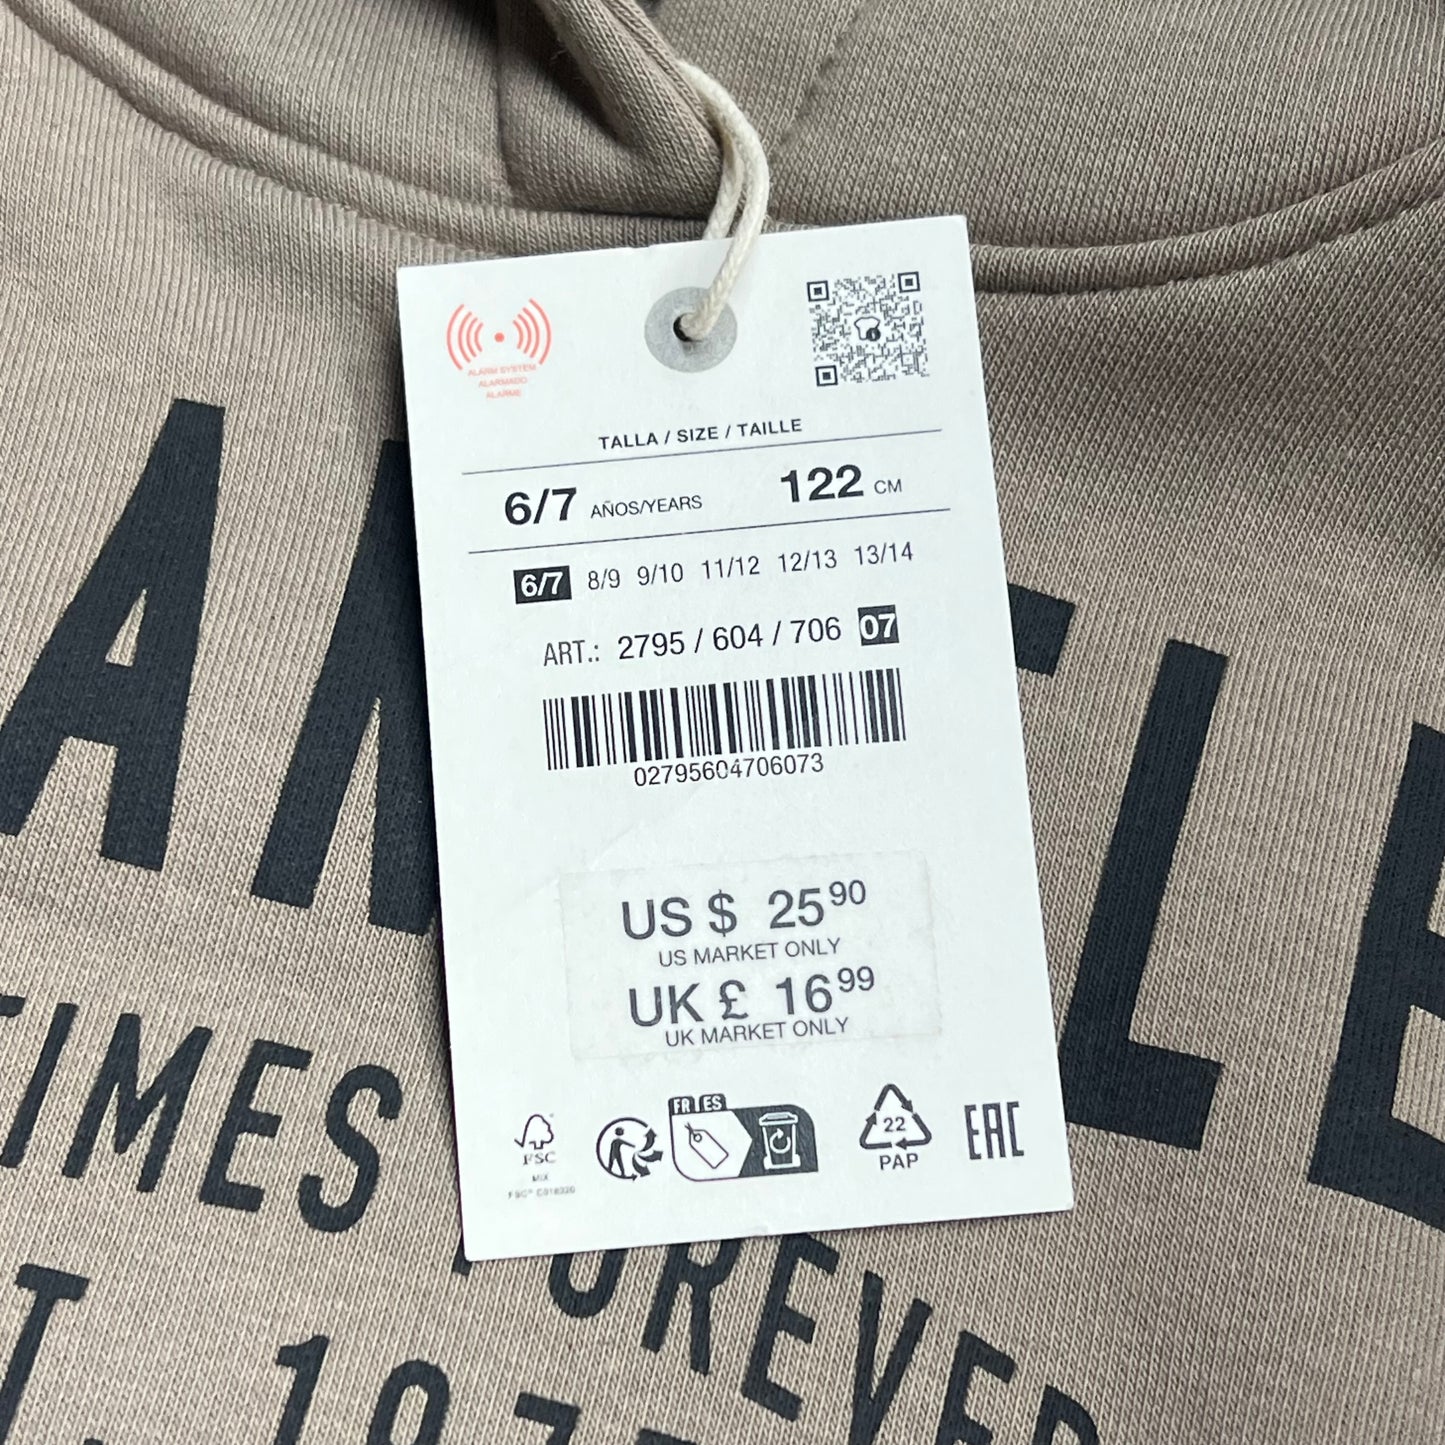 ALARM SYSTEM
ALARMADO
ALARME
TALLA / SIZE / TAILLE
6/7 AÑOS/YEARS 122 CM
6/7 8/9 9/10 11/12 12/13 13/14
ART.: 2795 / 604 / 706 07
02795604706073
US $ 25 90
US MARKET ONLY
UK £ 16 99
UK MARKET ONLY
FSC
MIX
FR ES
22
PAP
EAC
TIMES FOREVER